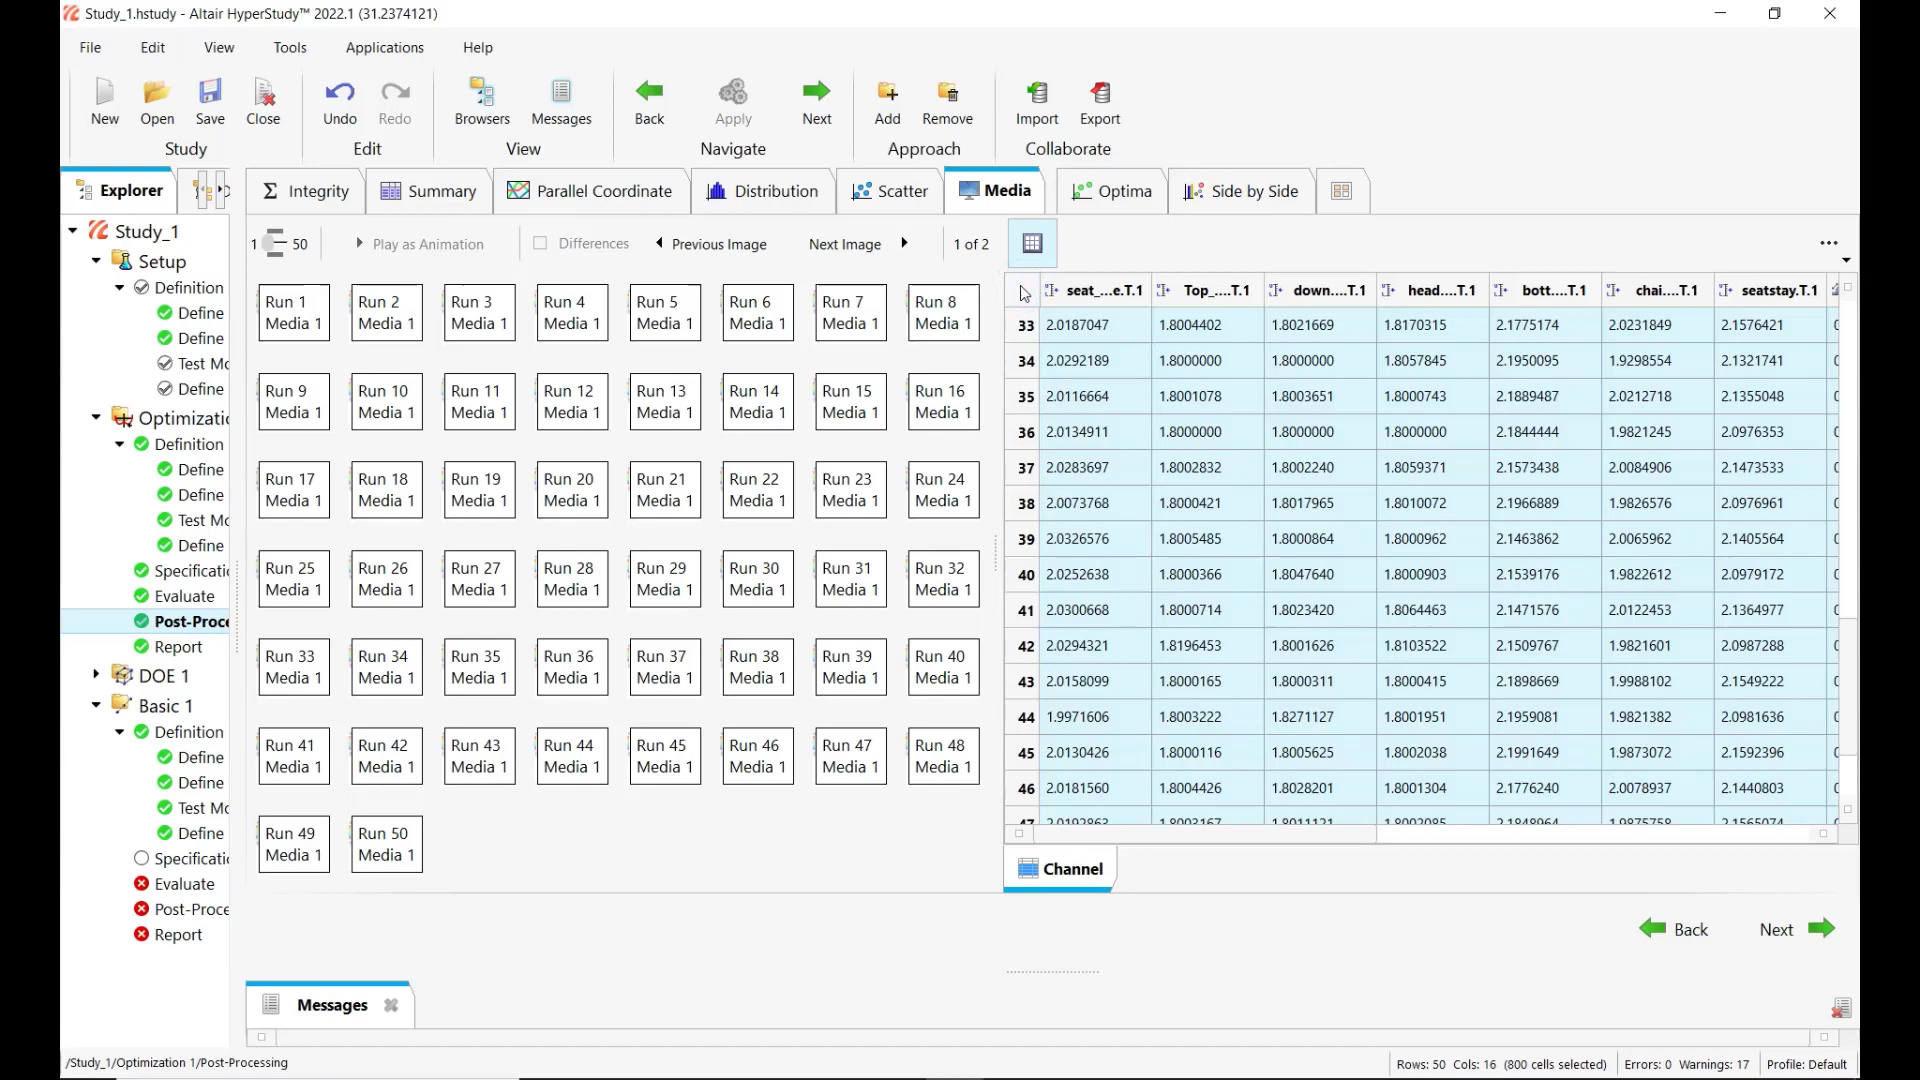 Study_1.hstudy - Altair HyperStudy™ 2022.1 (31.2374121)
File Edit View Tools Applications Help
New Open Save Close Undo Redo Browsers Messages Back Apply Next Add Remove Import Export
Study Edit View Navigate Approach Collaborate
Explorer
Integrity Summary Parallel Coordinate Distribution Scatter Media Optima Side by Side
Study_1
Setup
Definition
Define
Define
Test Mo
Define
Optimizatio
Definition
Define
Define
Test Mo
Define
Specificatio
Evaluate
Post-Proce
Report
DOE 1
Basic 1
Definition
Define
Define
Test Mo
Define
Specificatio
Evaluate
Post-Proce
Report
1 50 Play as Animation Differences Previous Image Next Image 1 of 2
Run 1 Run 2 Run 3 Run 4 Run 5 Run 6 Run 7 Run 8
Media 1 Media 1 Media 1 Media 1 Media 1 Media 1 Media 1 Media 1
Run 9 Run 10 Run 11 Run 12 Run 13 Run 14 Run 15 Run 16
Media 1 Media 1 Media 1 Media 1 Media 1 Media 1 Media 1 Media 1
Run 17 Run 18 Run 19 Run 20 Run 21 Run 22 Run 23 Run 24
Media 1 Media 1 Media 1 Media 1 Media 1 Media 1 Media 1 Media 1
Run 25 Run 26 Run 27 Run 28 Run 29 Run 30 Run 31 Run 32
Media 1 Media 1 Media 1 Media 1 Media 1 Media 1 Media 1 Media 1
Run 33 Run 34 Run 35 Run 36 Run 37 Run 38 Run 39 Run 40
Media 1 Media 1 Media 1 Media 1 Media 1 Media 1 Media 1 Media 1
Run 41 Run 42 Run 43 Run 44 Run 45 Run 46 Run 47 Run 48
Media 1 Media 1 Media 1 Media 1 Media 1 Media 1 Media 1 Media 1
Run 49 Run 50
Media 1 Media 1
seat_...e.T.1 Top_....T.1 down....T.1 head....T.1 bott....T.1 chai....T.1 seatstay.T.1
33 2.0187047 1.8004402 1.8021669 1.8170315 2.1775174 2.0231849 2.1576421
34 2.0292189 1.8000000 1.8000000 1.8057845 2.1950095 1.9298554 2.1321741
35 2.0116664 1.8001078 1.8003651 1.8000743 2.1889487 2.0212718 2.1355048
36 2.0134911 1.8000000 1.8000000 1.8000000 2.1844444 1.9821245 2.0976353
37 2.0283697 1.8002832 1.8002240 1.8059371 2.1573438 2.0084906 2.1473533
38 2.0073768 1.8000421 1.8017965 1.8010072 2.1966889 1.9826576 2.0976961
39 2.0326576 1.8005485 1.8000864 1.8000962 2.1463862 2.0065962 2.1405564
40 2.0252638 1.8000366 1.8047640 1.8000903 2.1539176 1.9822612 2.0979172
41 2.0300668 1.8000714 1.8023420 1.8064463 2.1471576 2.0122453 2.1364977
42 2.0294321 1.8196453 1.8001626 1.8103522 2.1509767 1.9821601 2.0987288
43 2.0158099 1.8000165 1.8000311 1.8000415 2.1898669 1.9988102 2.1549222
44 1.9971606 1.8003222 1.8271127 1.8001951 2.1959081 1.9821382 2.0981636
45 2.0130426 1.8000116 1.8005625 1.8002038 2.1991649 1.9873072 2.1592396
46 2.0181560 1.8004426 1.8028201 1.8001304 2.1776240 2.0078937 2.1440803
Channel
Back Next
Messages
/Study_1/Optimization 1/Post-Processing
Rows: 50 Cols: 16 (800 cells selected) Errors: 0 Warnings: 17 Profile: Default